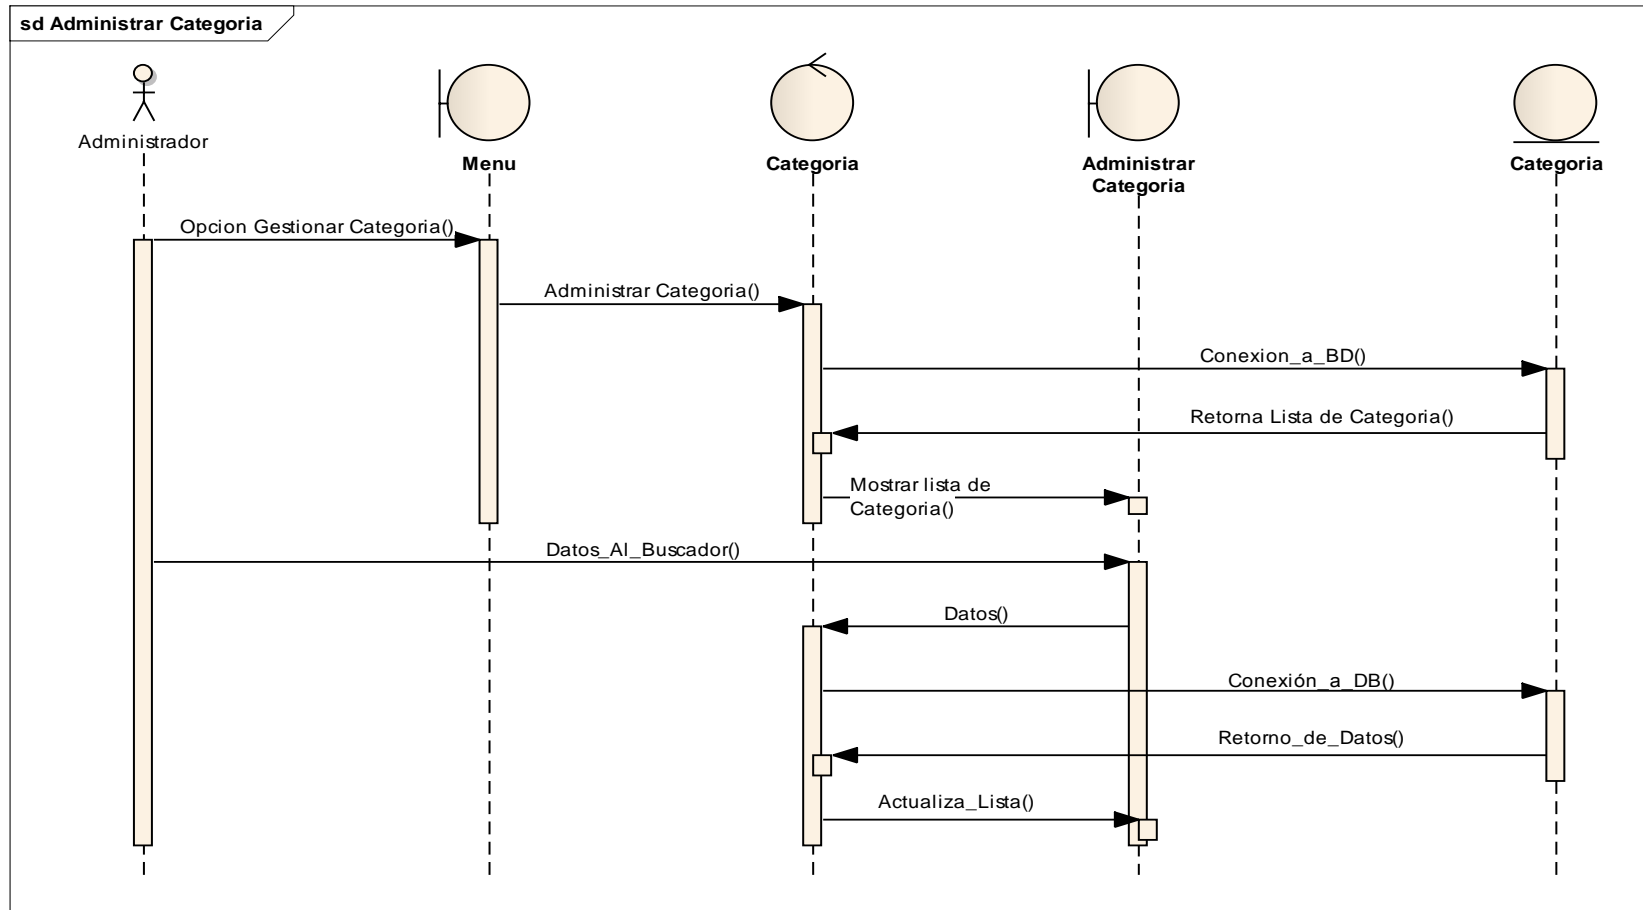 sd Administrar Categoria
Administrador
Menu
Categoria
Administrar
Categoria
Categoria
Opcion Gestionar Categoria()
Administrar Categoria()
Conexion_a_BD()
Retorna Lista de Categoria()
Mostrar lista de
Categoria()
Datos_Al_Buscador()
Datos()
Conexión_a_DB()
Retorno_de_Datos()
Actualiza_Lista()